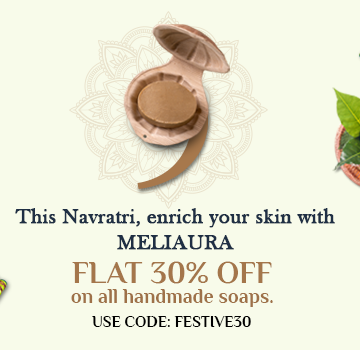 This Navratri, enrich your skin with
MELIAURA
FLAT 30% OFF
on all handmade soaps.
USE CODE: FESTIVE30